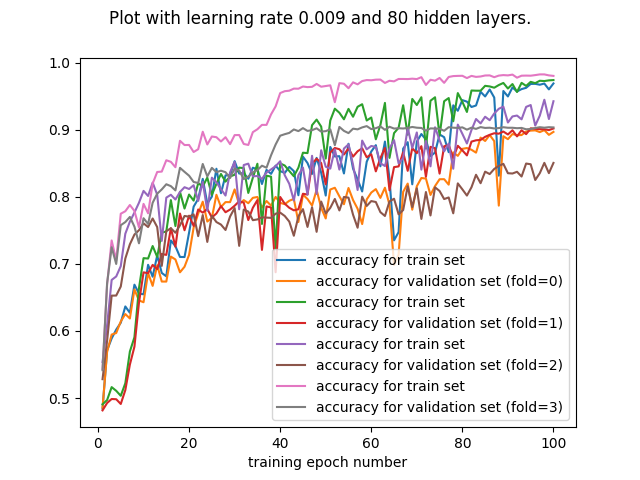 Plot with learning rate 0.009 and 80 hidden layers.
1.0
0.9
0.8
0.7
0.6
0.5
accuracy for train set
accuracy for validation set (fold=0)
accuracy for train set
accuracy for validation set (fold=1)
accuracy for train set
accuracy for validation set (fold=2)
accuracy for train set
accuracy for validation set (fold=3)
0 20 40 60 80 100
training epoch number